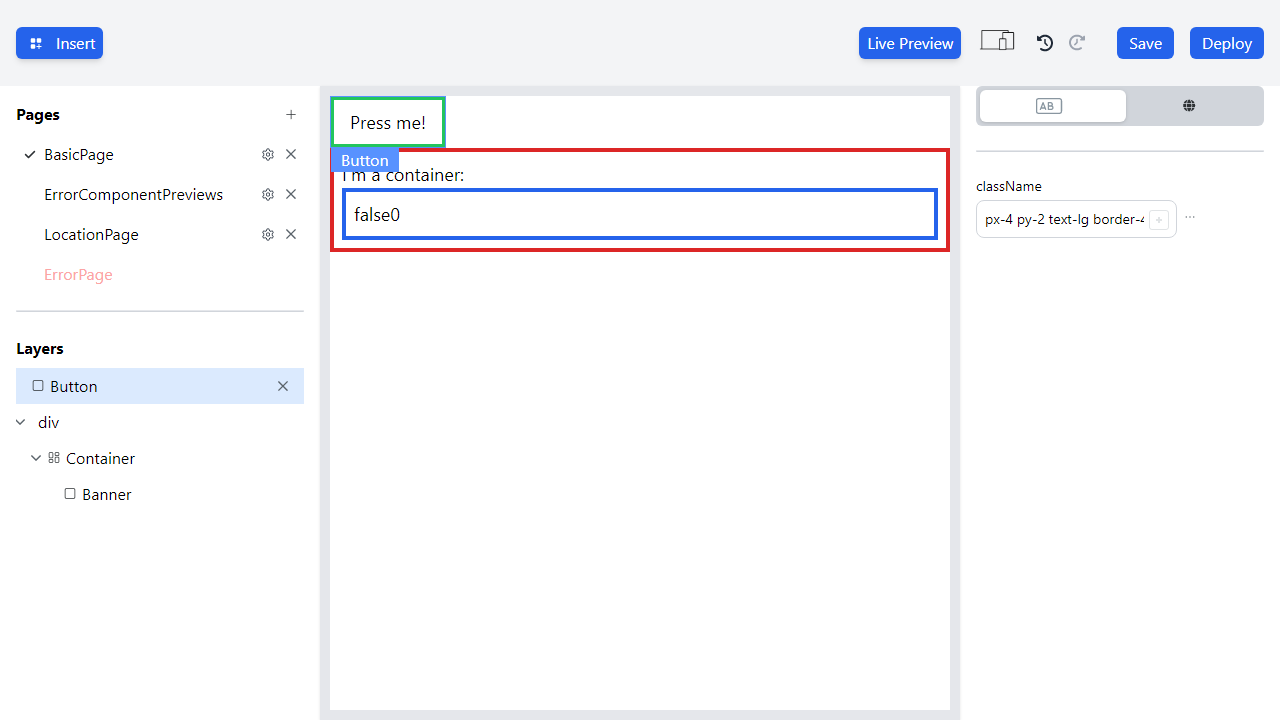 Insert
Live Preview
Save
Deploy
Pages
BasicPage
ErrorComponentPreviews
LocationPage
ErrorPage
Layers
Button
div
Container
Banner
Press me!
Button
I'm a container:
false0
AB
className
px-4 py-2 text-lg border-4